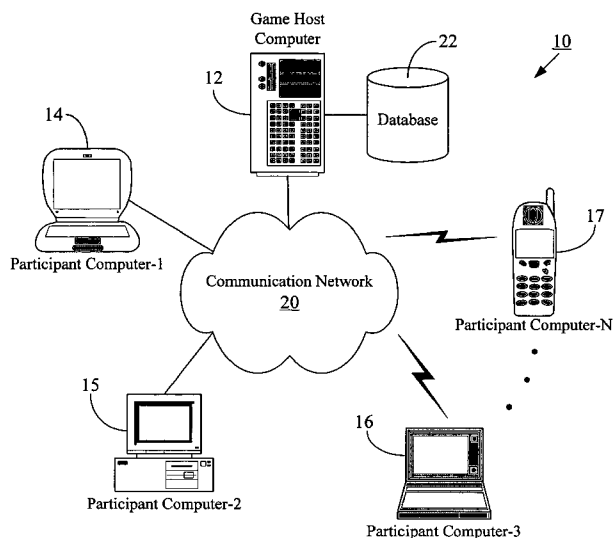 Game Host
Computer
22
10
12
Database
14
17
Participant Computer-1
Communication Network
20
Participant Computer-N
15
16
Participant Computer-2
Participant Computer-3